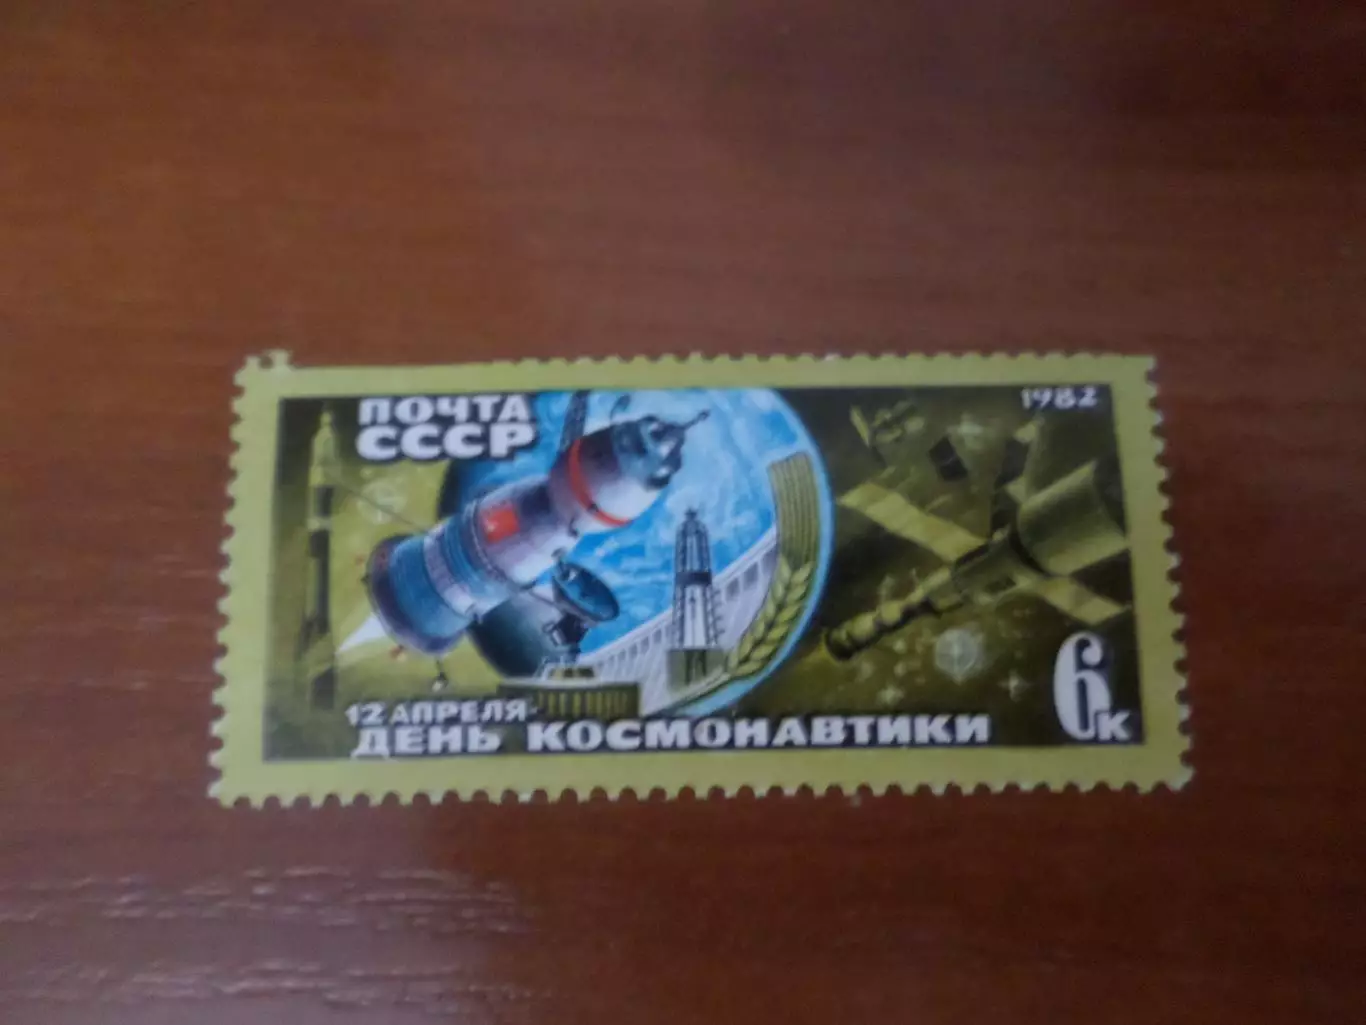 ПОЧТА
СССР
1982
12 АПРЕЛЯ-
ДЕНЬ КОСМОНАВТИКИ
6к